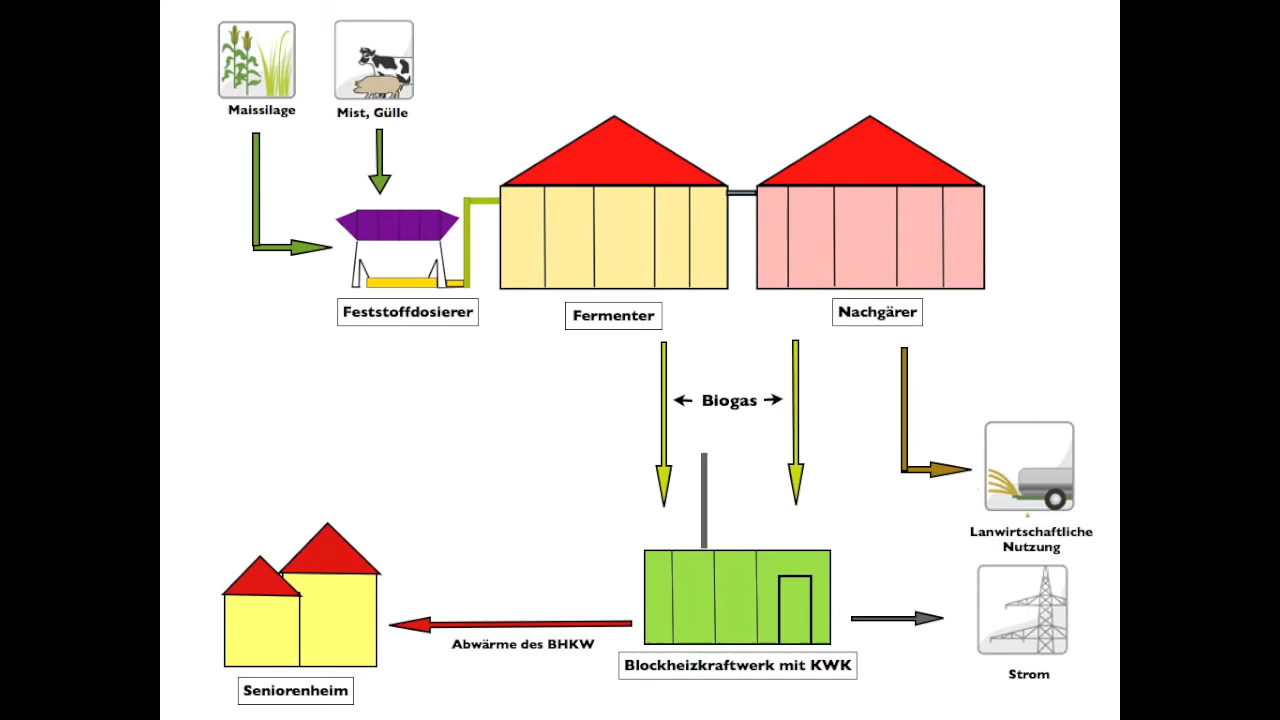 Maissilage
Mist, Gülle
Feststoffdosierer
Fermenter
Nachgärer
Biogas
Lanwirtschaftliche
Nutzung
Abwärme des BHKW
Blockheizkraftwerk mit KWK
Strom
Seniorenheim